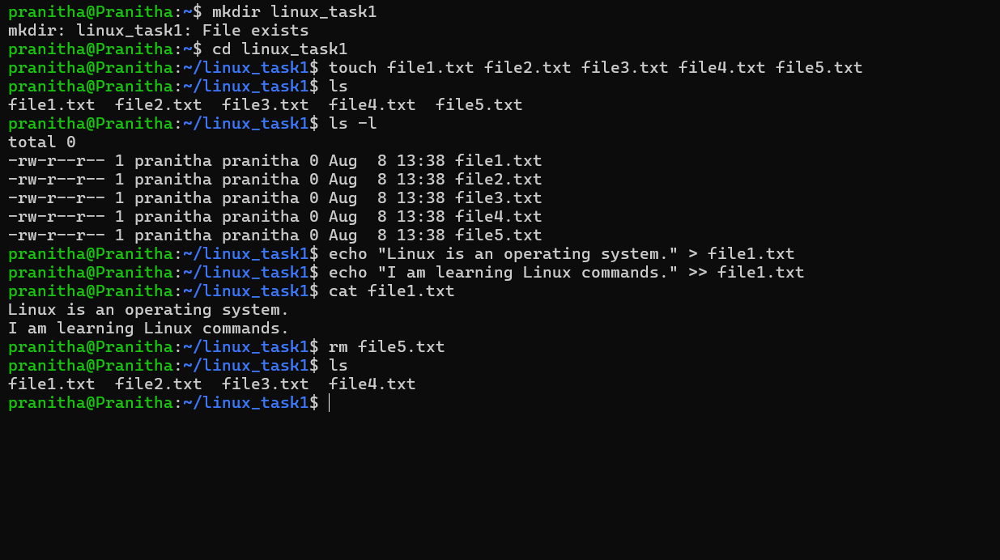 pranitha@Pranitha:~$ mkdir linux_task1
mkdir: linux_task1: File exists
pranitha@Pranitha:~$ cd linux_task1
pranitha@Pranitha:~/linux_task1$ touch file1.txt file2.txt file3.txt file4.txt file5.txt
pranitha@Pranitha:~/linux_task1$ ls
file1.txt  file2.txt  file3.txt  file4.txt  file5.txt
pranitha@Pranitha:~/linux_task1$ ls -l
total 0
-rw-r--r-- 1 pranitha pranitha 0 Aug  8 13:38 file1.txt
-rw-r--r-- 1 pranitha pranitha 0 Aug  8 13:38 file2.txt
-rw-r--r-- 1 pranitha pranitha 0 Aug  8 13:38 file3.txt
-rw-r--r-- 1 pranitha pranitha 0 Aug  8 13:38 file4.txt
-rw-r--r-- 1 pranitha pranitha 0 Aug  8 13:38 file5.txt
pranitha@Pranitha:~/linux_task1$ echo "Linux is an operating system." > file1.txt
pranitha@Pranitha:~/linux_task1$ echo "I am learning Linux commands." >> file1.txt
pranitha@Pranitha:~/linux_task1$ cat file1.txt
Linux is an operating system.
I am learning Linux commands.
pranitha@Pranitha:~/linux_task1$ rm file5.txt
pranitha@Pranitha:~/linux_task1$ ls
file1.txt  file2.txt  file3.txt  file4.txt
pranitha@Pranitha:~/linux_task1$